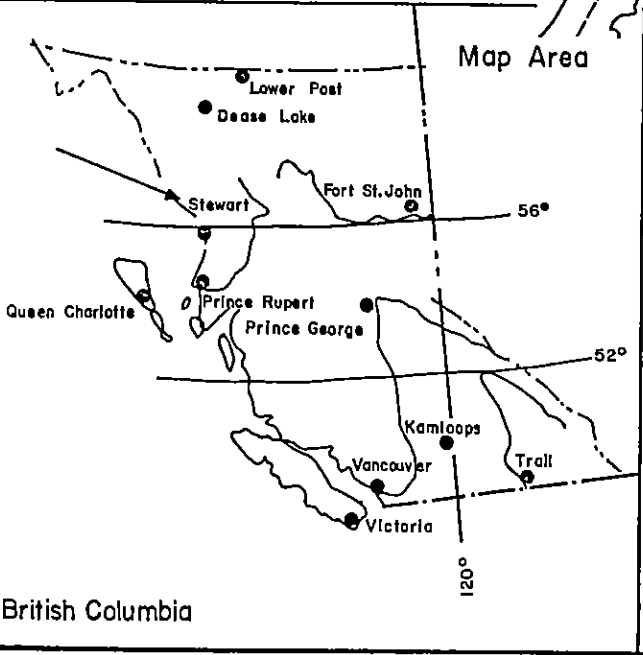 Map Area
Lower Post
Dease Lake
Fort St. John
Stewart
56°
Queen Charlotte
Prince Rupert
Prince George
52°
Kamloops
Vancouver
Trail
Victoria
120°
British Columbia